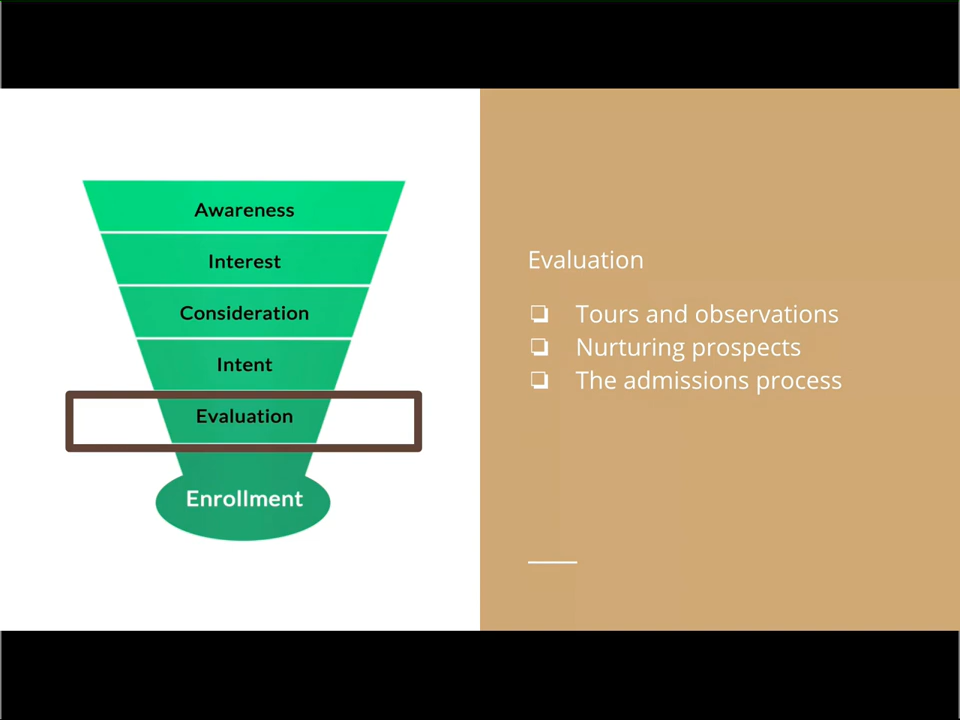 Awareness
Interest
Consideration
Intent
Evaluation
Enrollment
Evaluation
❏ Tours and observations
❏ Nurturing prospects
❏ The admissions process